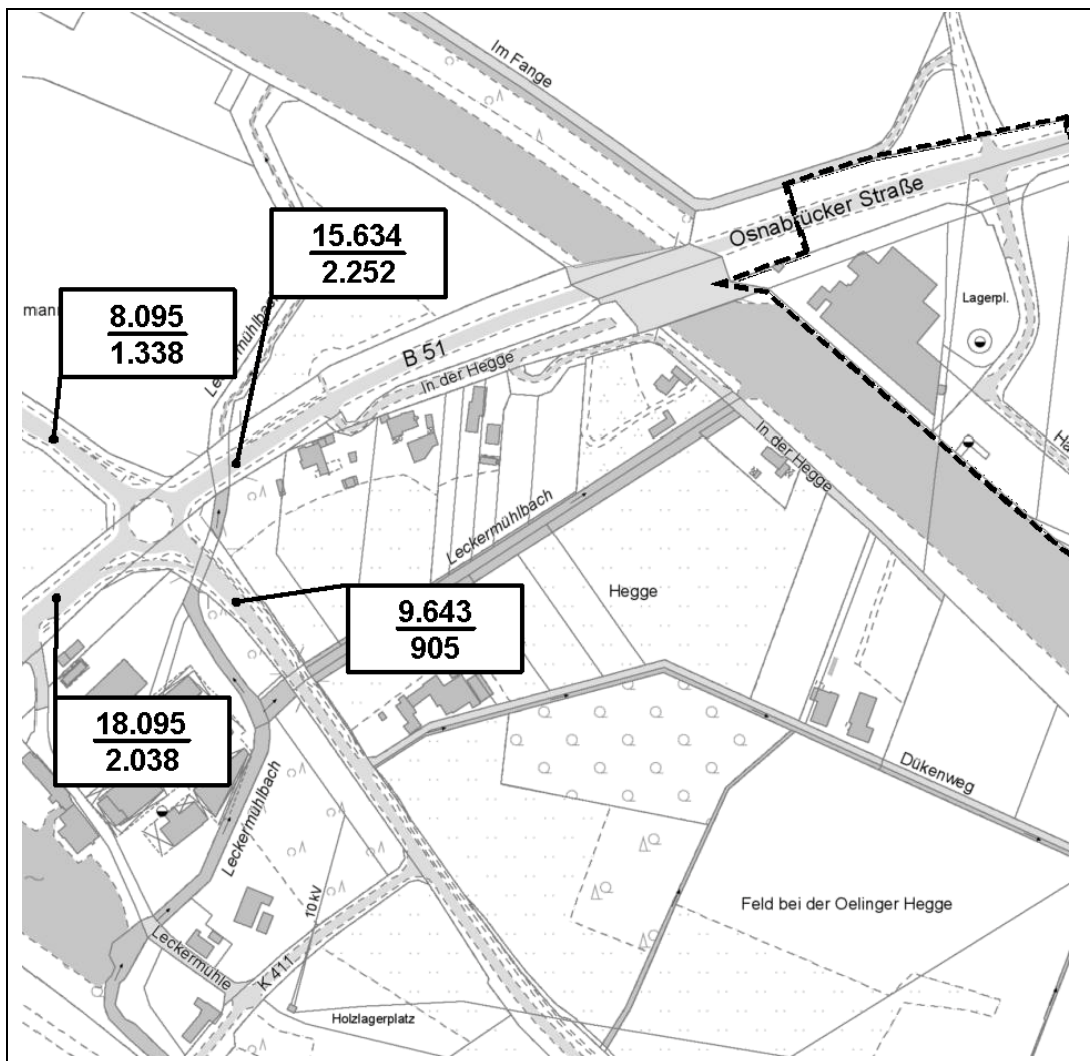 Im Fange
Osnabrücker Straße
15.634
2.252
8.095
1.338
Lagerpl.
B 51
In der Hegge
In der Hegge
Leckermühlbach
Hegge
9.643
905
18.095
2.038
Dükenweg
Leckermühlbach
Feld bei der Oelinger Hegge
10 kV
Leckermühle
K 411
Holzlagerplatz